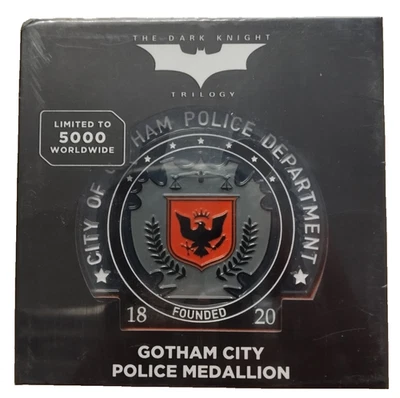 THE DARK KNIGHT
TRILOGY
LIMITED TO
5000
WORLDWIDE
CITY OF GOTHAM POLICE DEPARTMENT
FOUNDED
18 20
GOTHAM CITY
POLICE MEDALLION